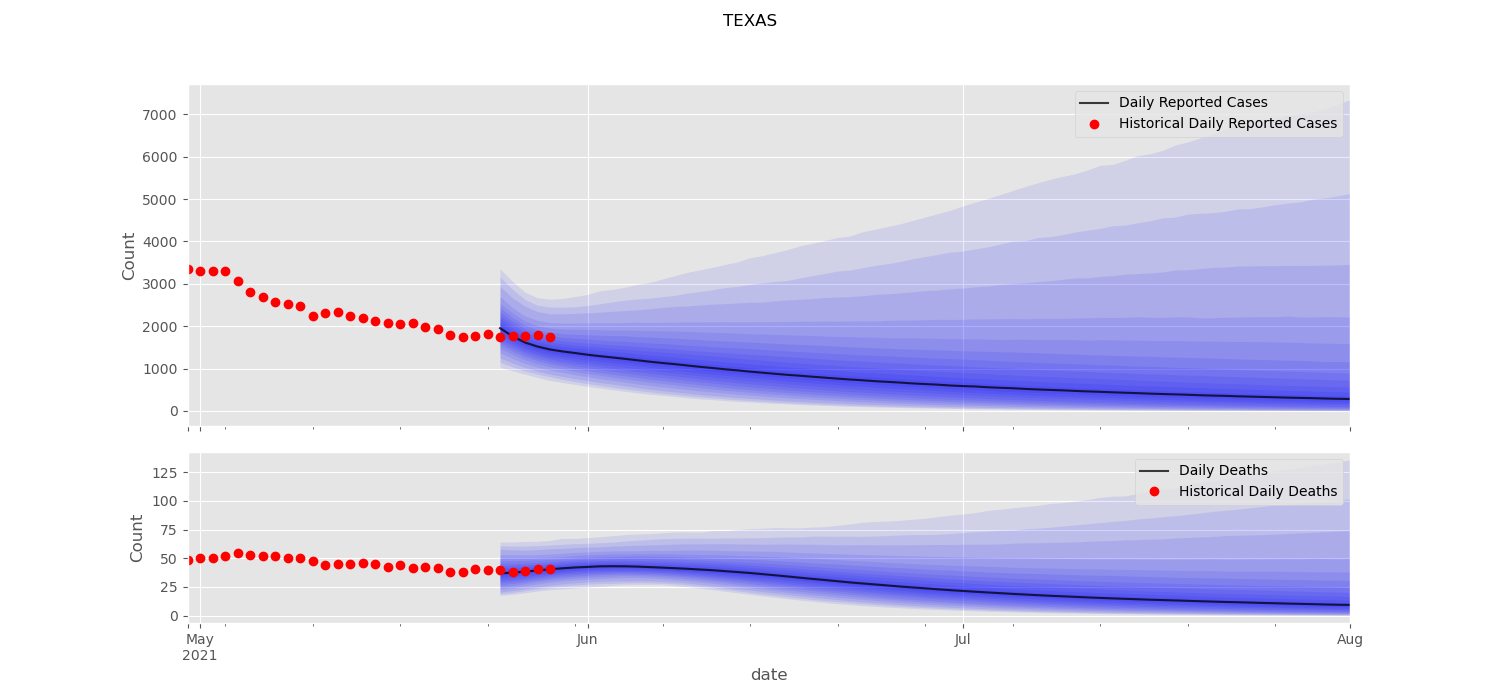 TEXAS
7000
6000
5000
4000
3000
2000
1000
0
Count
Daily Reported Cases
Historical Daily Reported Cases
125
100
75
50
25
0
Count
Daily Deaths
Historical Daily Deaths
May
2021
Jun
Jul
Aug
date